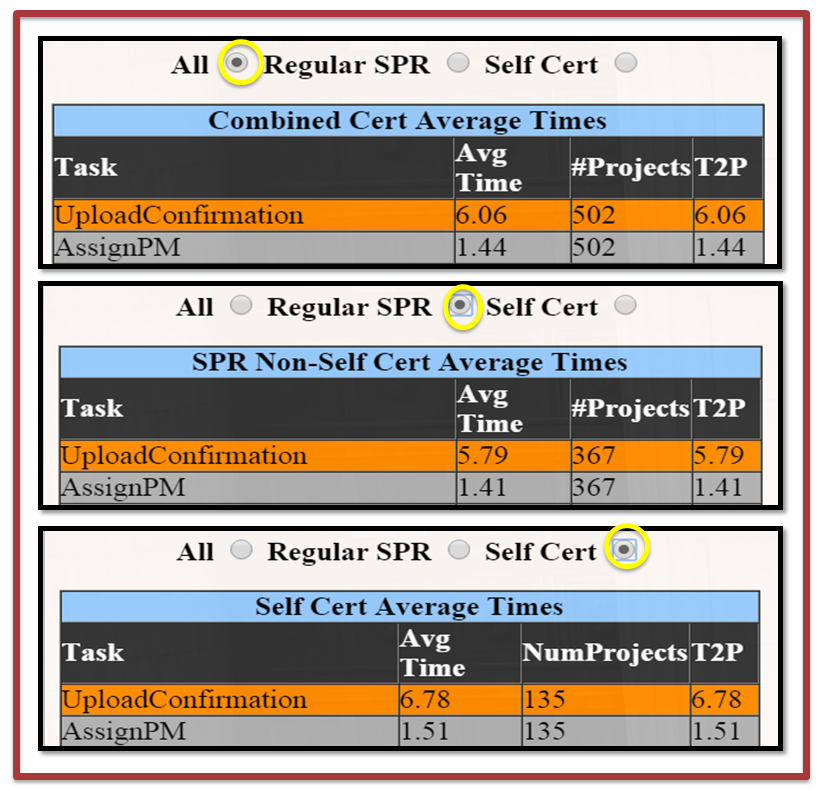 All Regular SPR Self Cert
Combined Cert Average Times
Task Avg Time #Projects T2P
UploadConfirmation 6.06 502 6.06
AssignPM 1.44 502 1.44
All Regular SPR Self Cert
SPR Non-Self Cert Average Times
Task Avg Time #Projects T2P
UploadConfirmation 5.79 367 5.79
AssignPM 1.41 367 1.41
All Regular SPR Self Cert
Self Cert Average Times
Task Avg Time NumProjects T2P
UploadConfirmation 6.78 135 6.78
AssignPM 1.51 135 1.51